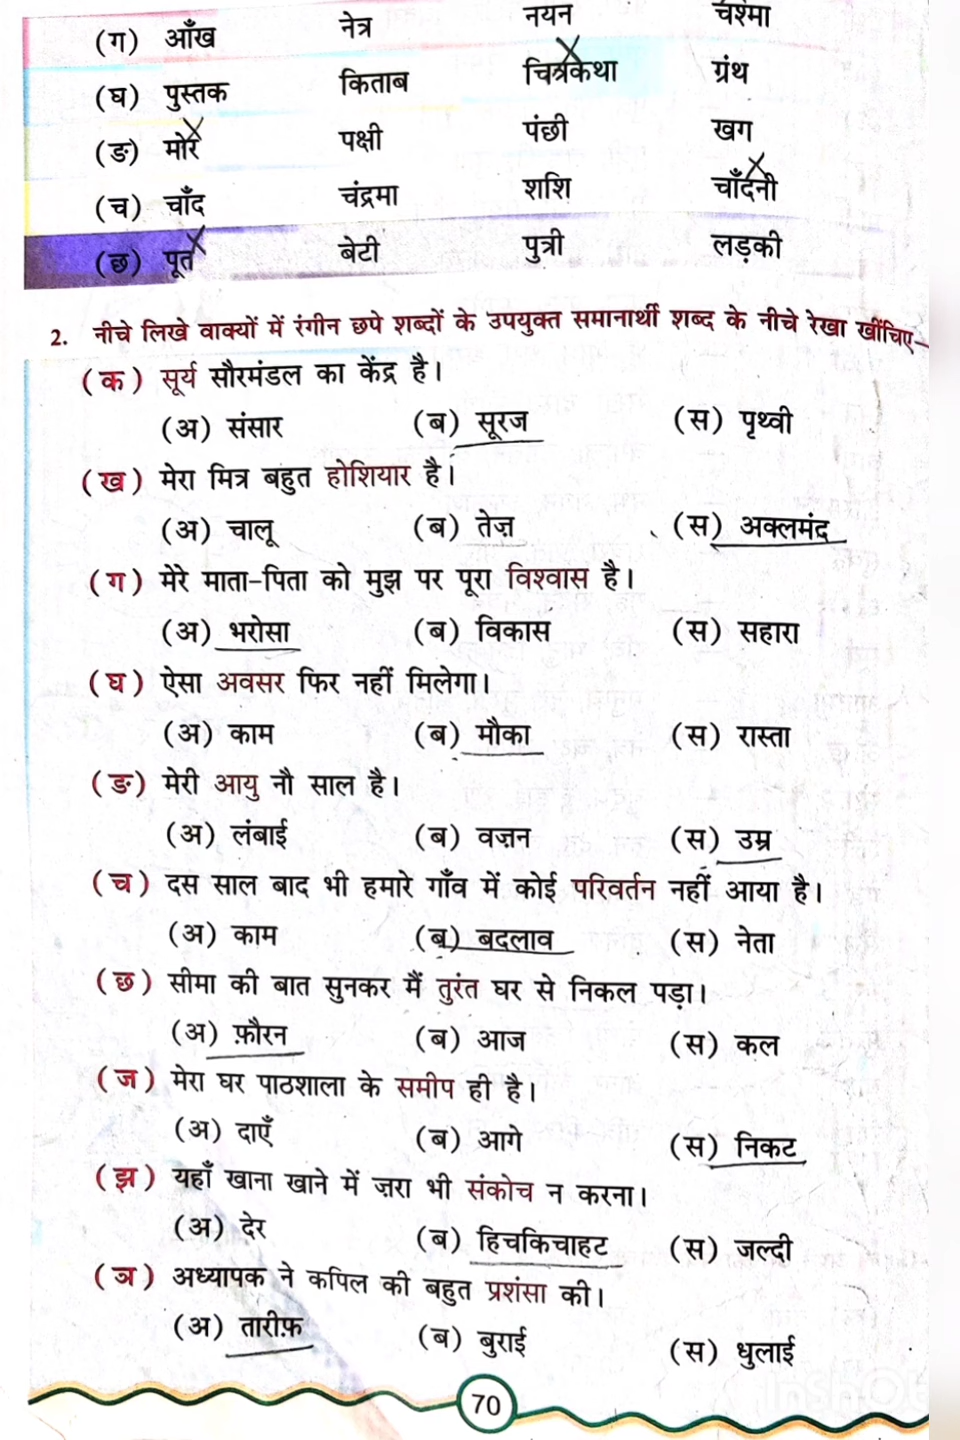 (ग) आँख नेत्र नयन चश्मा
(घ) पुस्तक किताब चित्रकथा ग्रंथ
(ङ) मोर पक्षी पंछी खग
(च) चाँद चंद्रमा शशि चाँदनी
(छ) पूत बेटी पुत्री लड़की
2. नीचे लिखे वाक्यों में रंगीन छपे शब्दों के उपयुक्त समानार्थी शब्द के नीचे रेखा खींचिए–
(क) सूर्य सौरमंडल का केंद्र है।
(अ) संसार (ब) सूरज (स) पृथ्वी
(ख) मेरा मित्र बहुत होशियार है।
(अ) चालू (ब) तेज़ (स) अक्लमंद
(ग) मेरे माता-पिता को मुझ पर पूरा विश्वास है।
(अ) भरोसा (ब) विकास (स) सहारा
(घ) ऐसा अवसर फिर नहीं मिलेगा।
(अ) काम (ब) मौका (स) रास्ता
(ङ) मेरी आयु नौ साल है।
(अ) लंबाई (ब) वज़न (स) उम्र
(च) दस साल बाद भी हमारे गाँव में कोई परिवर्तन नहीं आया है।
(अ) काम (ब) बदलाव (स) नेता
(छ) सीमा की बात सुनकर मैं तुरंत घर से निकल पड़ा।
(अ) फ़ौरन (ब) आज (स) कल
(ज) मेरा घर पाठशाला के समीप ही है।
(अ) दाएँ (ब) आगे (स) निकट
(झ) यहाँ खाना खाने में ज़रा भी संकोच न करना।
(अ) देर (ब) हिचकिचाहट (स) जल्दी
(ञ) अध्यापक ने कपिल की बहुत प्रशंसा की।
(अ) तारीफ़ (ब) बुराई (स) धुलाई
70